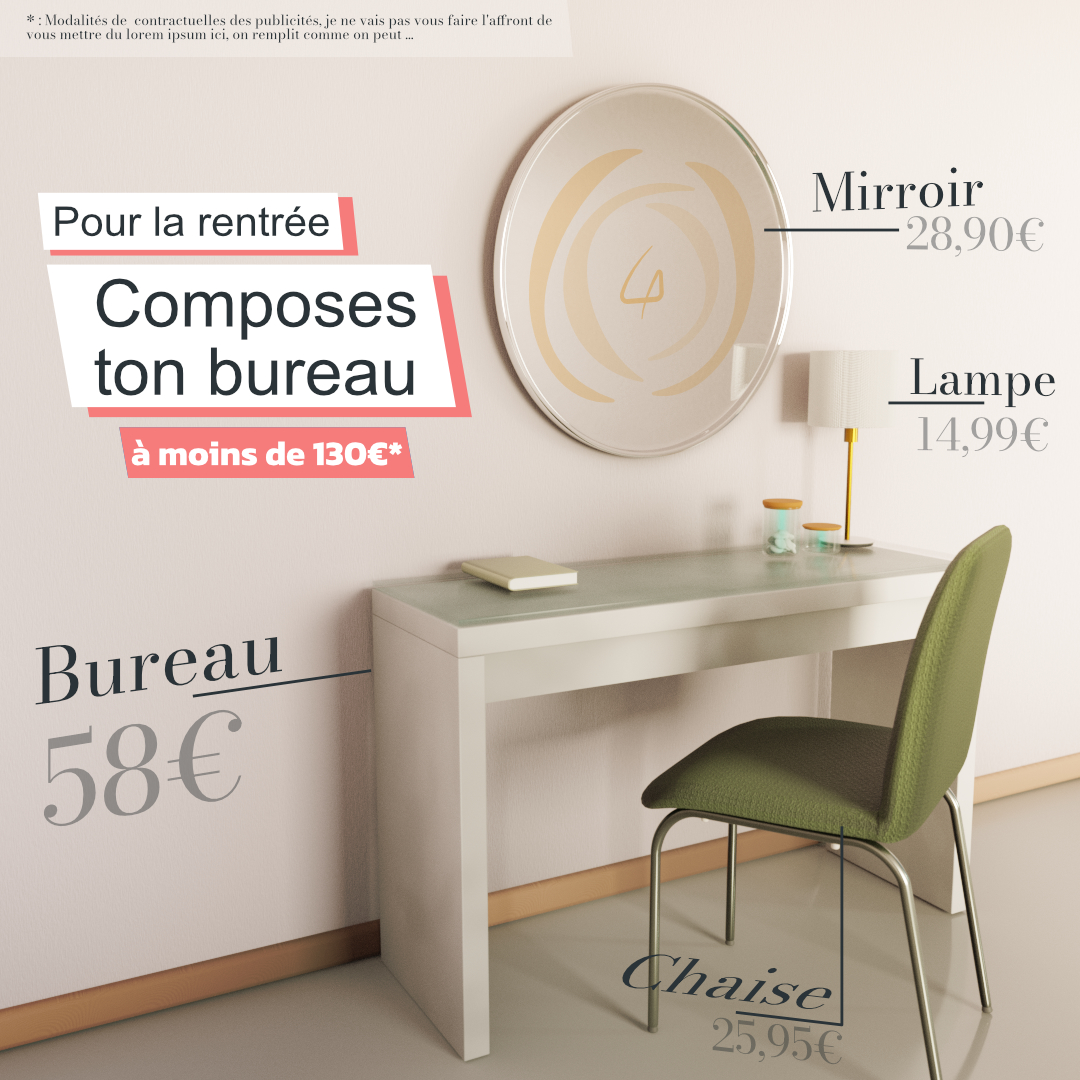 * : Modalités de contractuelles des publicités, je ne vais pas vous faire l'affront de
vous mettre du lorem ipsum ici, on remplit comme on peut ...
Mirroir
28,90€
Pour la rentrée
Composes
ton bureau
à moins de 130€*
Lampe
14,99€
Bureau
58€
Chaise
25,95€